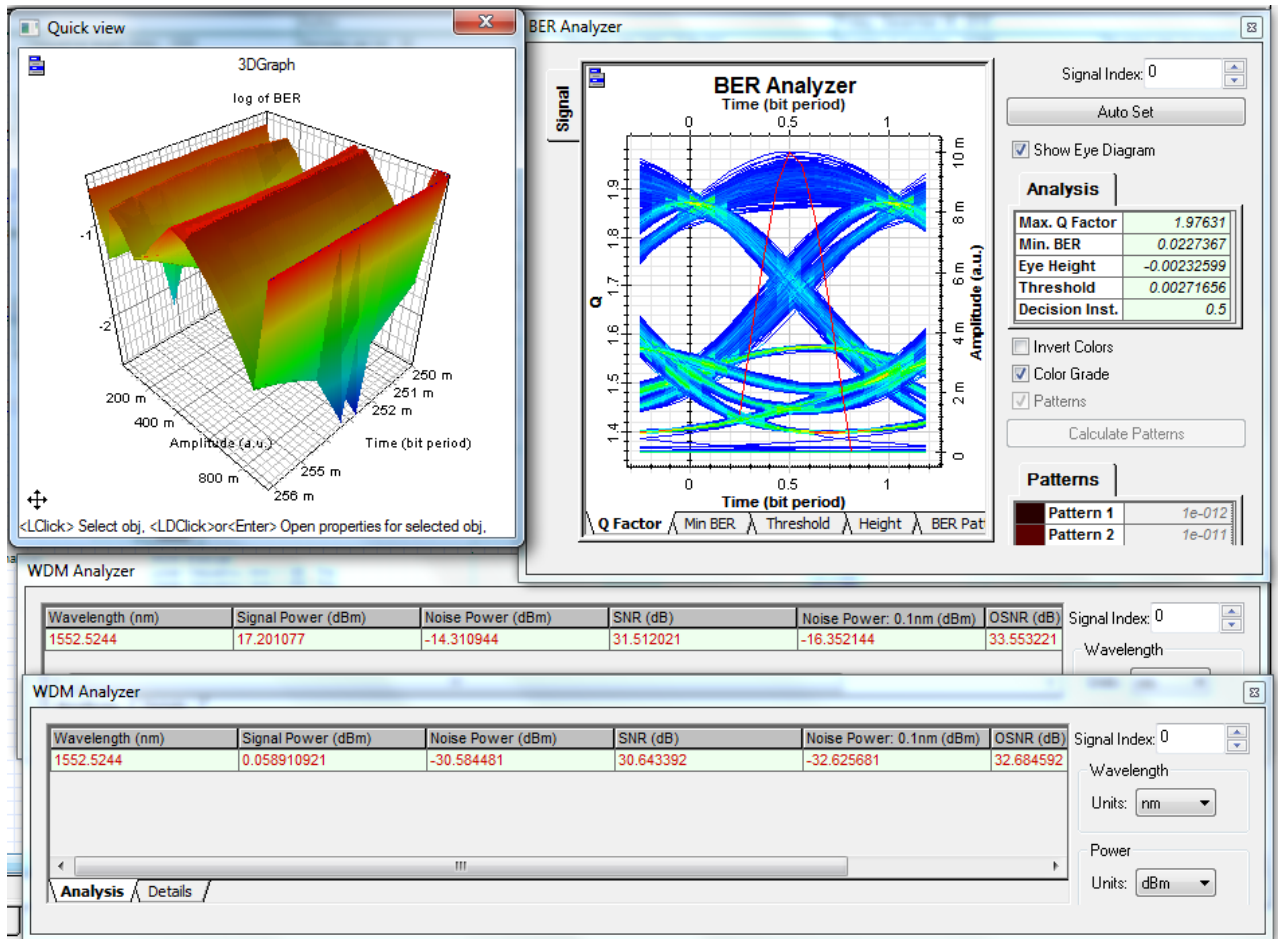 Quick view
3DGraph
log of BER
-1
-2
200 m
400 m
Amplitude (a.u.)
800 m
250 m
251 m
252 m
Time (bit period)
255 m
256 m
<LClick> Select obj, <LDClick>or<Enter> Open properties for selected obj,
BER Analyzer
Signal
BER Analyzer
Time (bit period)
0 0.5 1
Q
1.9
1.8
1.7
1.6
1.5
1.4
10 m
8 m
6 m
4 m
2 m
0
Amplitude (a.u.)
0 0.5 1
Time (bit period)
Q Factor Min BER Threshold Height BER Pat
Signal Index: 0
Auto Set
Show Eye Diagram
Analysis
Max. Q Factor 1.97631
Min. BER 0.0227367
Eye Height -0.00232599
Threshold 0.00271656
Decision Inst. 0.5
Invert Colors
Color Grade
Patterns
Calculate Patterns
Patterns
Pattern 1 1e-012
Pattern 2 1e-011
WDM Analyzer
Wavelength (nm) Signal Power (dBm) Noise Power (dBm) SNR (dB) Noise Power: 0.1nm (dBm) OSNR (dB)
1552.5244 17.201077 -14.310944 31.512021 -16.352144 33.553221
Signal Index: 0
Wavelength
WDM Analyzer
Wavelength (nm) Signal Power (dBm) Noise Power (dBm) SNR (dB) Noise Power: 0.1nm (dBm) OSNR (dB)
1552.5244 0.058910921 -30.584481 30.643392 -32.625681 32.684592
Signal Index: 0
Wavelength
Units: nm
Power
Units: dBm
Analysis Details